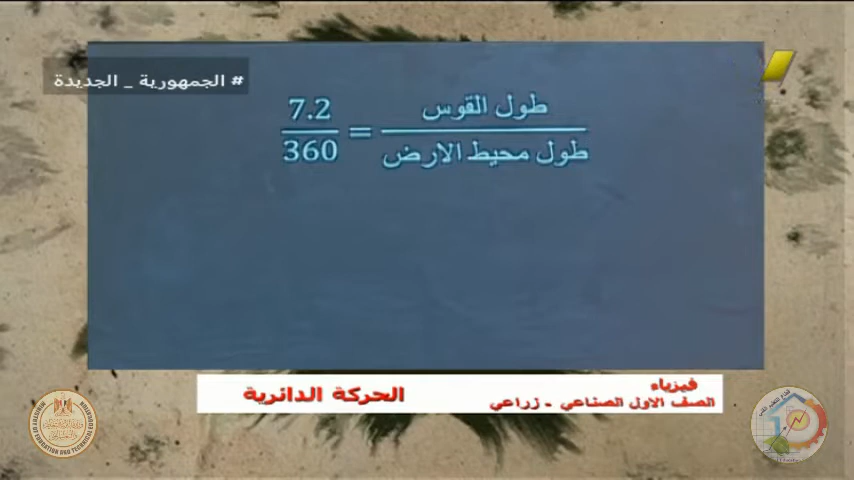 # الجمهورية _ الجديدة
طول القوس / طول محيط الارض = 7.2 / 360
فيزياء
الصف الاول الصناعي - زراعي
الحركة الدائرية